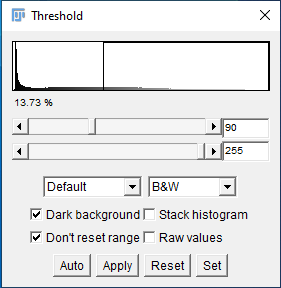 Threshold
13.73 %
90
255
Default B&W
Dark background Stack histogram
Don't reset range Raw values
Auto Apply Reset Set